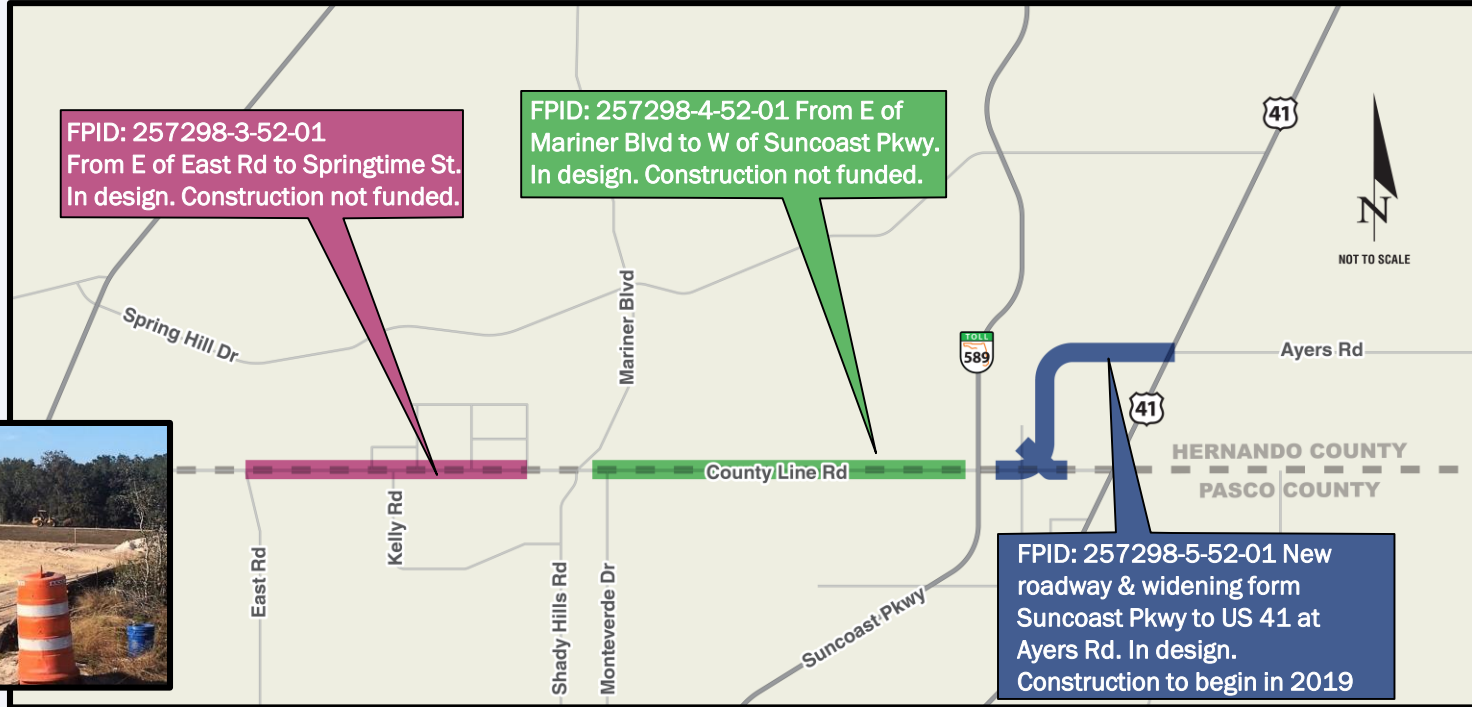 FPID: 257298-3-52-01
From E of East Rd to Springtime St.
In design. Construction not funded.
FPID: 257298-4-52-01 From E of
Mariner Blvd to W of Suncoast Pkwy.
In design. Construction not funded.
41
N
NOT TO SCALE
Spring Hill Dr
Mariner Blvd
TOLL
589
Ayers Rd
41
County Line Rd
HERNANDO COUNTY
PASCO COUNTY
East Rd
Kelly Rd
Shady Hills Rd
Monteverde Dr
Suncoast Pkwy
FPID: 257298-5-52-01 New
roadway & widening form
Suncoast Pkwy to US 41 at
Ayers Rd. In design.
Construction to begin in 2019